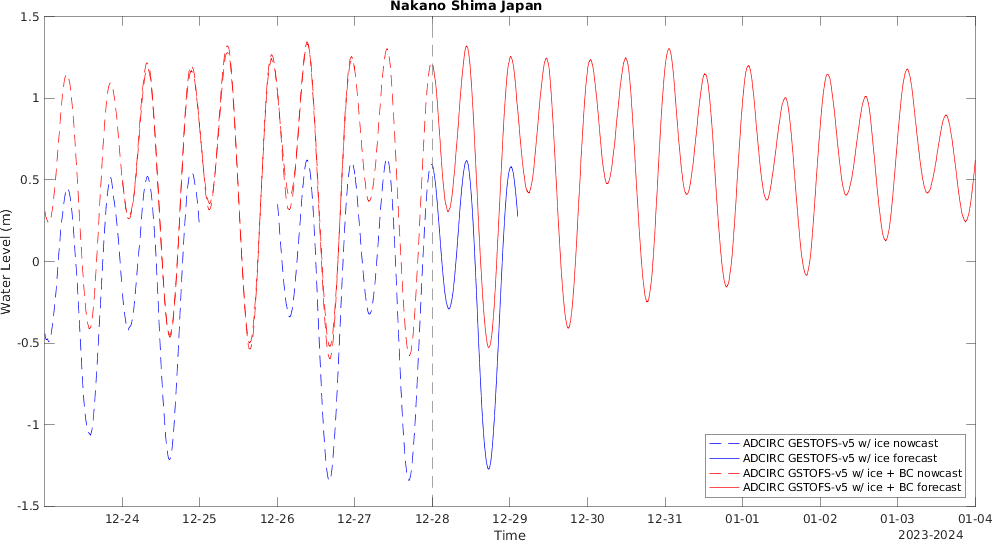 Nakano Shima Japan
1.5
1
0.5
0
-0.5
-1
-1.5
Water Level (m)
12-24 12-25 12-26 12-27 12-28 12-29 12-30 12-31 01-01 01-02 01-03 01-04
Time
2023-2024
ADCIRC GESTOFS-v5 w/ ice nowcast
ADCIRC GESTOFS-v5 w/ ice forecast
ADCIRC GSTOFS-v5 w/ ice + BC nowcast
ADCIRC GSTOFS-v5 w/ ice + BC forecast